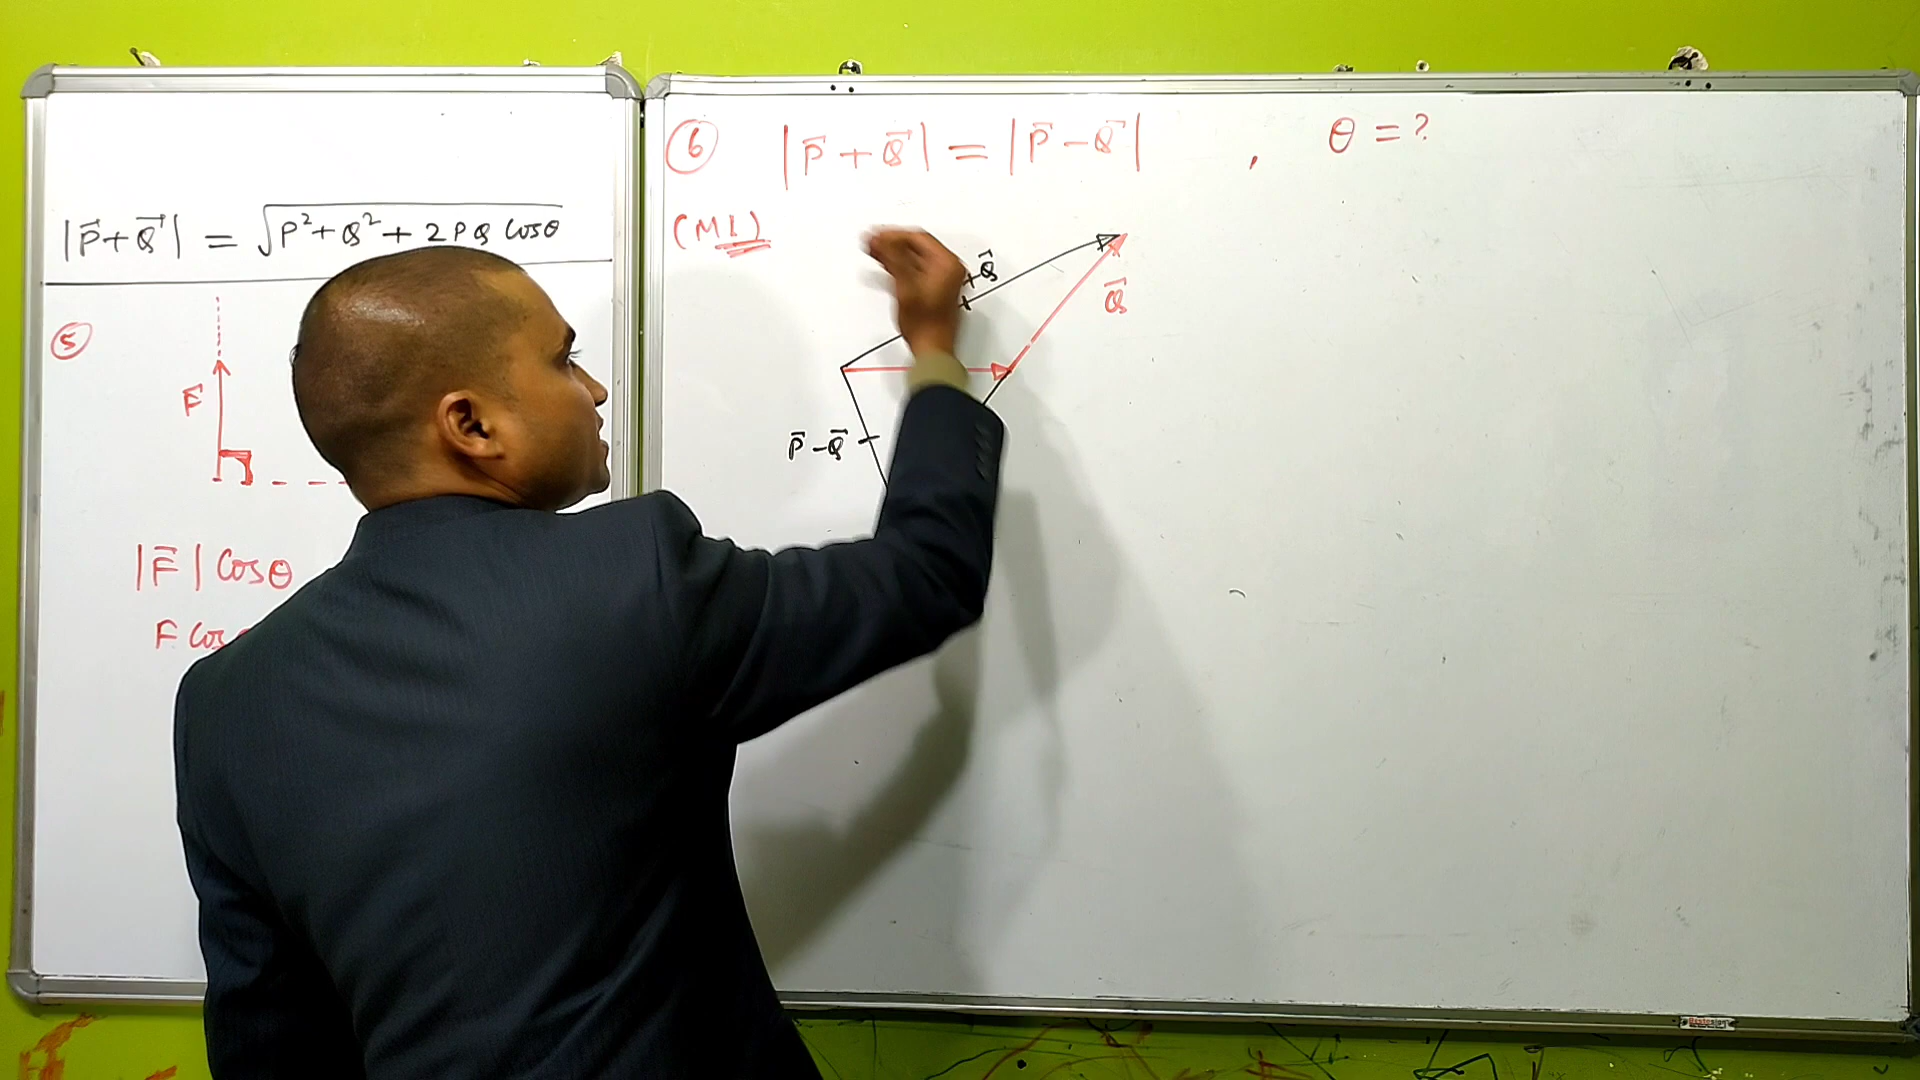 |P⃗+Q⃗| = √P²+Q²+2PQ Cosθ
5
F⃗
|F⃗| Cosθ
F Cos
6 |P⃗+Q⃗| = |P⃗-Q⃗| , θ = ?
(M1)
+Q⃗
Q⃗
P⃗-Q⃗